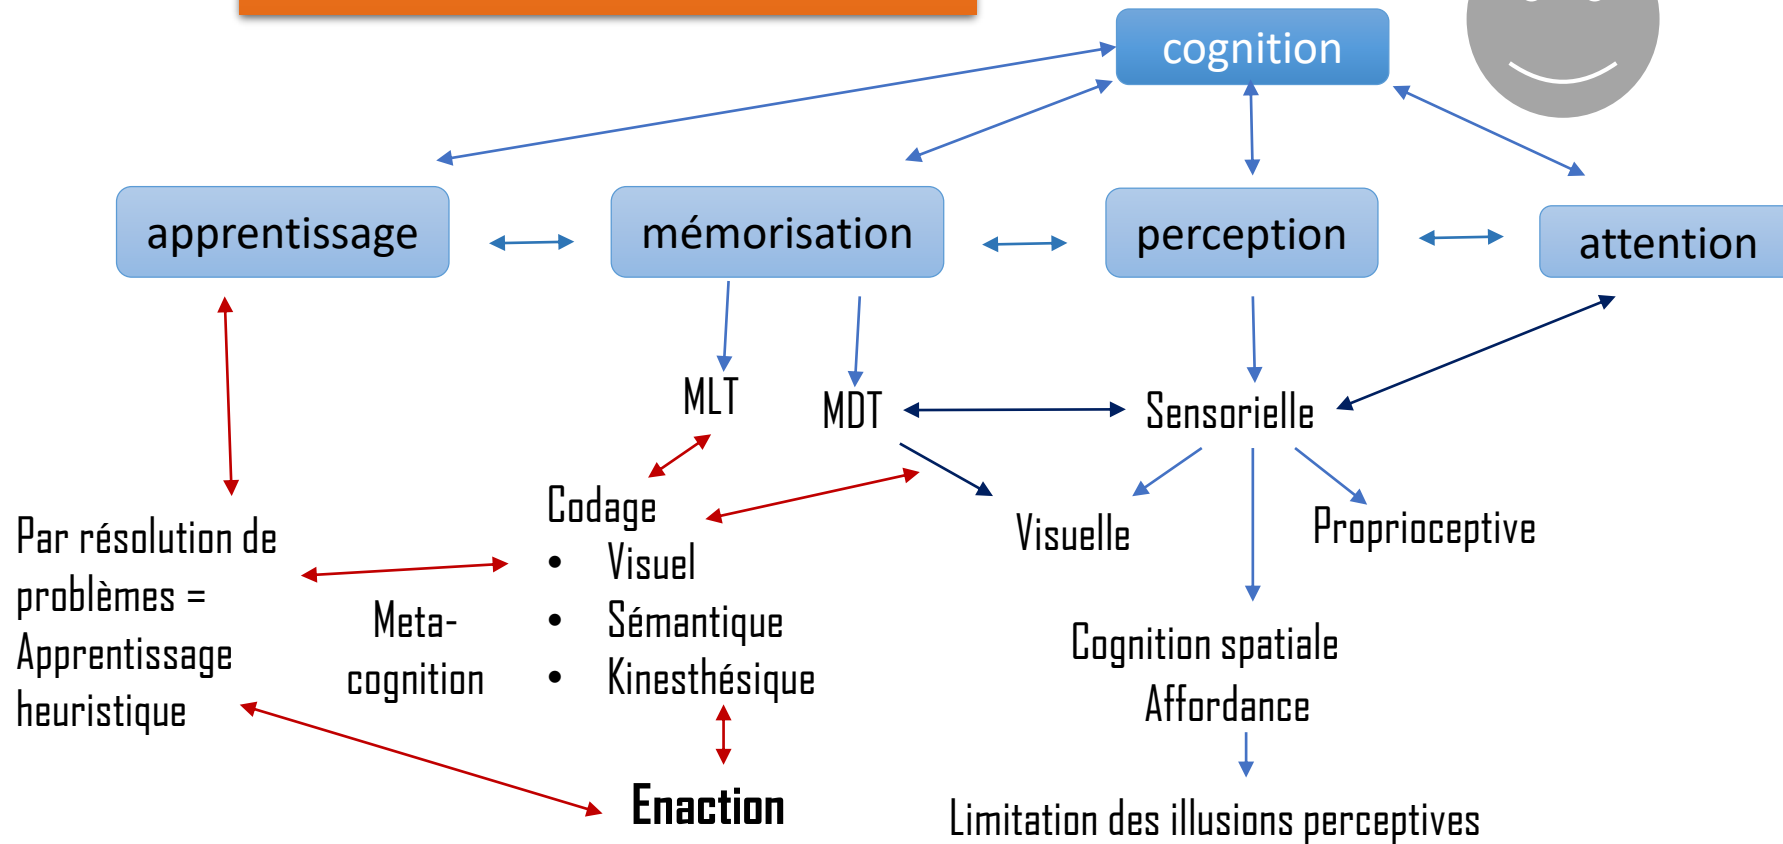 cognition
apprentissage
mémorisation
perception
attention
MLT
MDT
Sensorielle
Codage
• Visuel
• Sémantique
• Kinesthésique
Visuelle
Proprioceptive
Par résolution de
problèmes =
Apprentissage
heuristique
Meta-
cognition
Cognition spatiale
Affordance
Enaction
Limitation des illusions perceptives